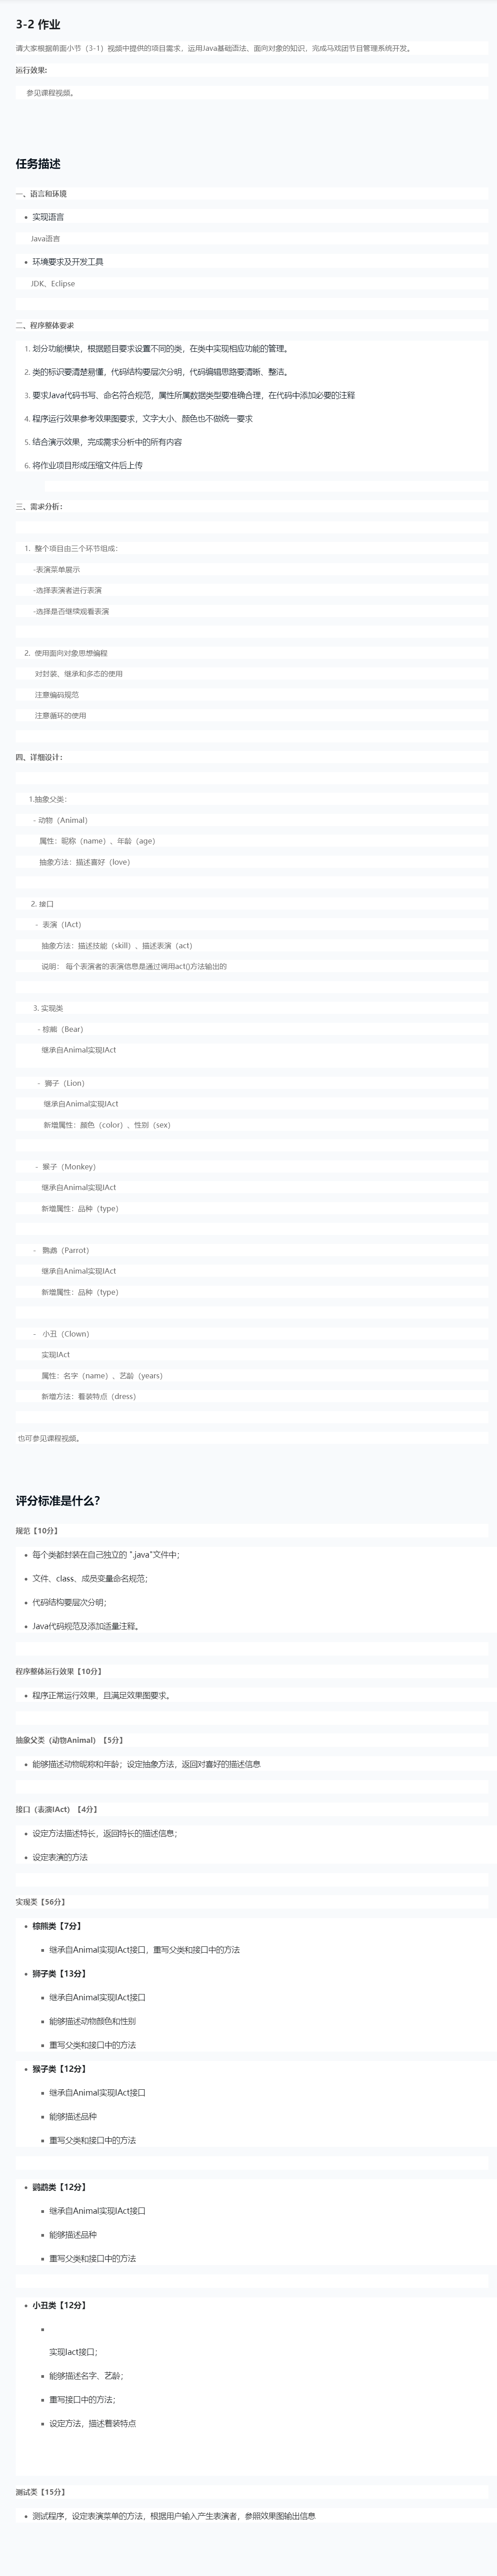 3-2 作业
请大家根据前面小节（3-1）视频中提供的项目需求，运用Java基础语法、面向对象的知识，完成马戏团节目管理系统开发。
运行效果:
参见课程视频。
任务描述
一、语言和环境
• 实现语言
Java语言
• 环境要求及开发工具
JDK、Eclipse
二、程序整体要求
1. 划分功能模块，根据题目要求设置不同的类，在类中实现相应功能的管理。
2. 类的标识要清楚易懂，代码结构要层次分明，代码编辑思路要清晰、整洁。
3. 要求Java代码书写、命名符合规范，属性所属数据类型要准确合理，在代码中添加必要的注释
4. 程序运行效果参考效果图要求，文字大小、颜色也不做统一要求
5. 结合演示效果，完成需求分析中的所有内容
6. 将作业项目形成压缩文件后上传
三、需求分析：
1. 整个项目由三个环节组成：
-表演菜单展示
-选择表演者进行表演
-选择是否继续观看表演
2. 使用面向对象思想编程
对封装、继承和多态的使用
注意编码规范
注意循环的使用
四、详细设计：
1.抽象父类：
- 动物（Animal）
属性：昵称（name）、年龄（age）
抽象方法：描述喜好（love）
2. 接口
- 表演（IAct）
抽象方法：描述技能（skill）、描述表演（act）
说明： 每个表演者的表演信息是通过调用act()方法输出的
3. 实现类
- 棕熊（Bear）
继承自Animal实现IAct
- 狮子（Lion）
继承自Animal实现IAct
新增属性：颜色（color）、性别（sex）
- 猴子（Monkey）
继承自Animal实现IAct
新增属性：品种（type）
- 鹦鹉（Parrot）
继承自Animal实现IAct
新增属性：品种（type）
- 小丑（Clown）
实现IAct
属性：名字（name）、艺龄（years）
新增方法：着装特点（dress）
也可参见课程视频。
评分标准是什么？
规范【10分】
• 每个类都封装在自己独立的 ".java"文件中；
• 文件、class、成员变量命名规范；
• 代码结构要层次分明；
• Java代码规范及添加适量注释。
程序整体运行效果【10分】
• 程序正常运行效果，且满足效果图要求。
抽象父类（动物Animal）【5分】
• 能够描述动物昵称和年龄；设定抽象方法，返回对喜好的描述信息
接口（表演IAct）【4分】
• 设定方法描述特长，返回特长的描述信息；
• 设定表演的方法
实现类【56分】
• 棕熊类【7分】
▪ 继承自Animal实现IAct接口，重写父类和接口中的方法
• 狮子类【13分】
▪ 继承自Animal实现IAct接口
▪ 能够描述动物颜色和性别
▪ 重写父类和接口中的方法
• 猴子类【12分】
▪ 继承自Animal实现IAct接口
▪ 能够描述品种
▪ 重写父类和接口中的方法
• 鹦鹉类【12分】
▪ 继承自Animal实现IAct接口
▪ 能够描述品种
▪ 重写父类和接口中的方法
• 小丑类【12分】
▪
实现Iact接口；
▪ 能够描述名字、艺龄；
▪ 重写接口中的方法；
▪ 设定方法，描述着装特点
测试类【15分】
• 测试程序，设定表演菜单的方法，根据用户输入产生表演者，参照效果图输出信息